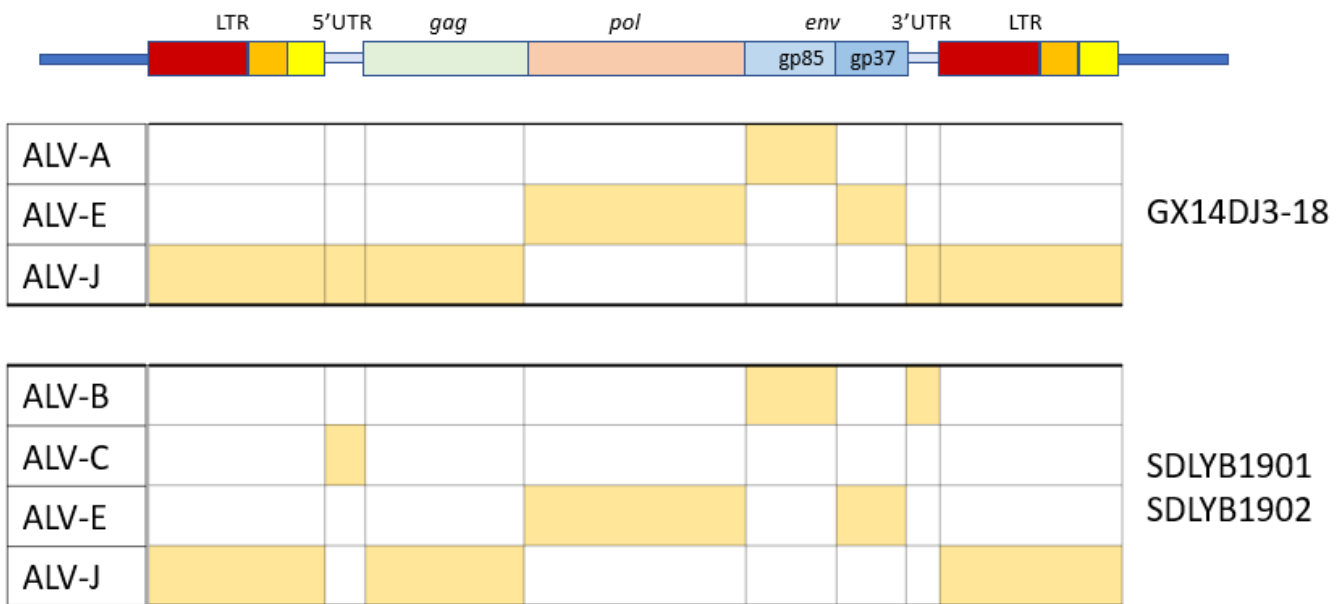 LTR 5’UTR gag pol env 3’UTR LTR
gp85 gp37
ALV-A
ALV-E
ALV-J
GX14DJ3-18
ALV-B
ALV-C
ALV-E
ALV-J
SDLYB1901
SDLYB1902